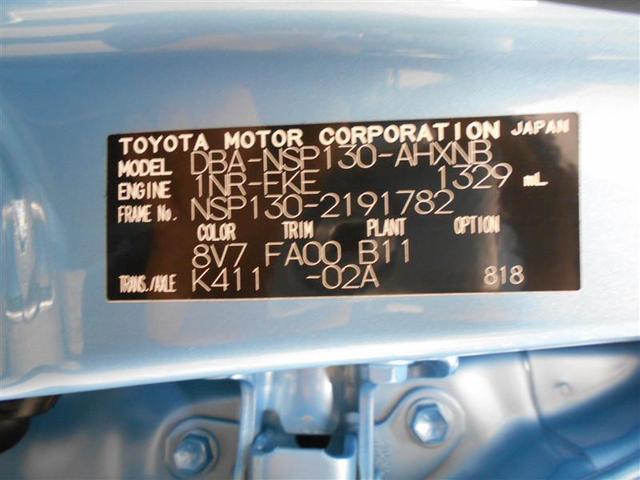 TOYOTA MOTOR CORPORATION JAPAN
MODEL DBA-NSP130-AHXNB
ENGINE 1NR-FKE 1329 mL
FRAME No. NSP130-2191782
COLOR TRIM PLANT OPTION
8V7 FA00 B11
TRANS./AXLE K411 -02A 818